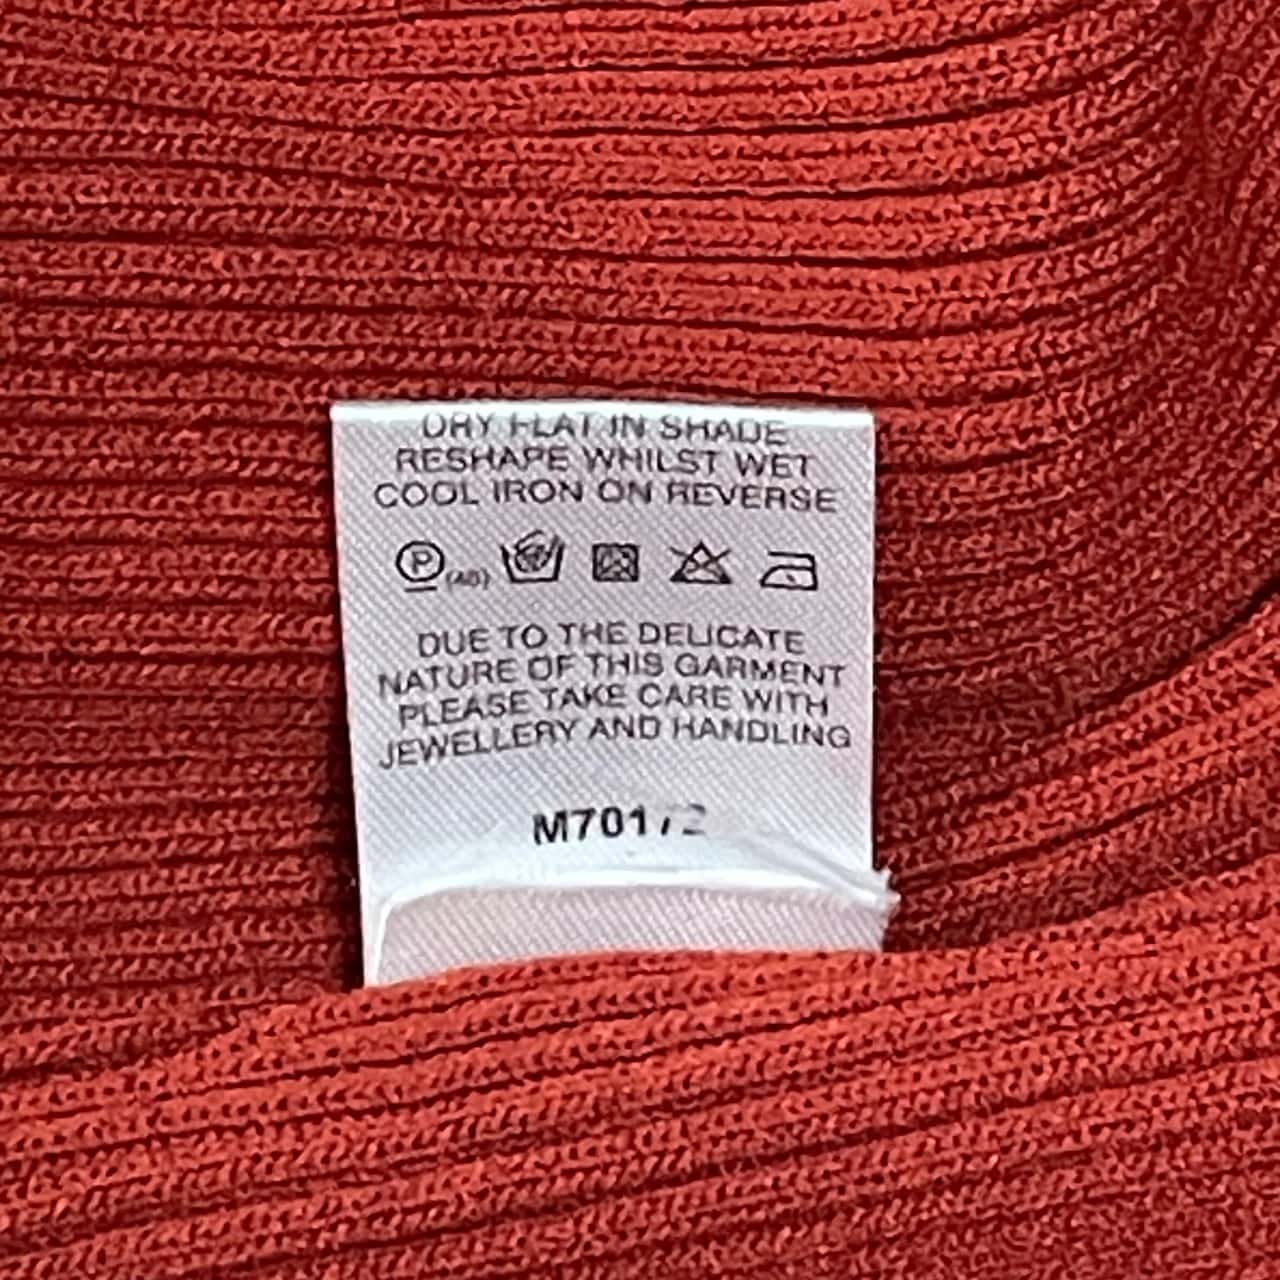 DRY FLAT IN SHADE
RESHAPE WHILST WET
COOL IRON ON REVERSE
P (40)
DUE TO THE DELICATE
NATURE OF THIS GARMENT
PLEASE TAKE CARE WITH
JEWELLERY AND HANDLING
M70172